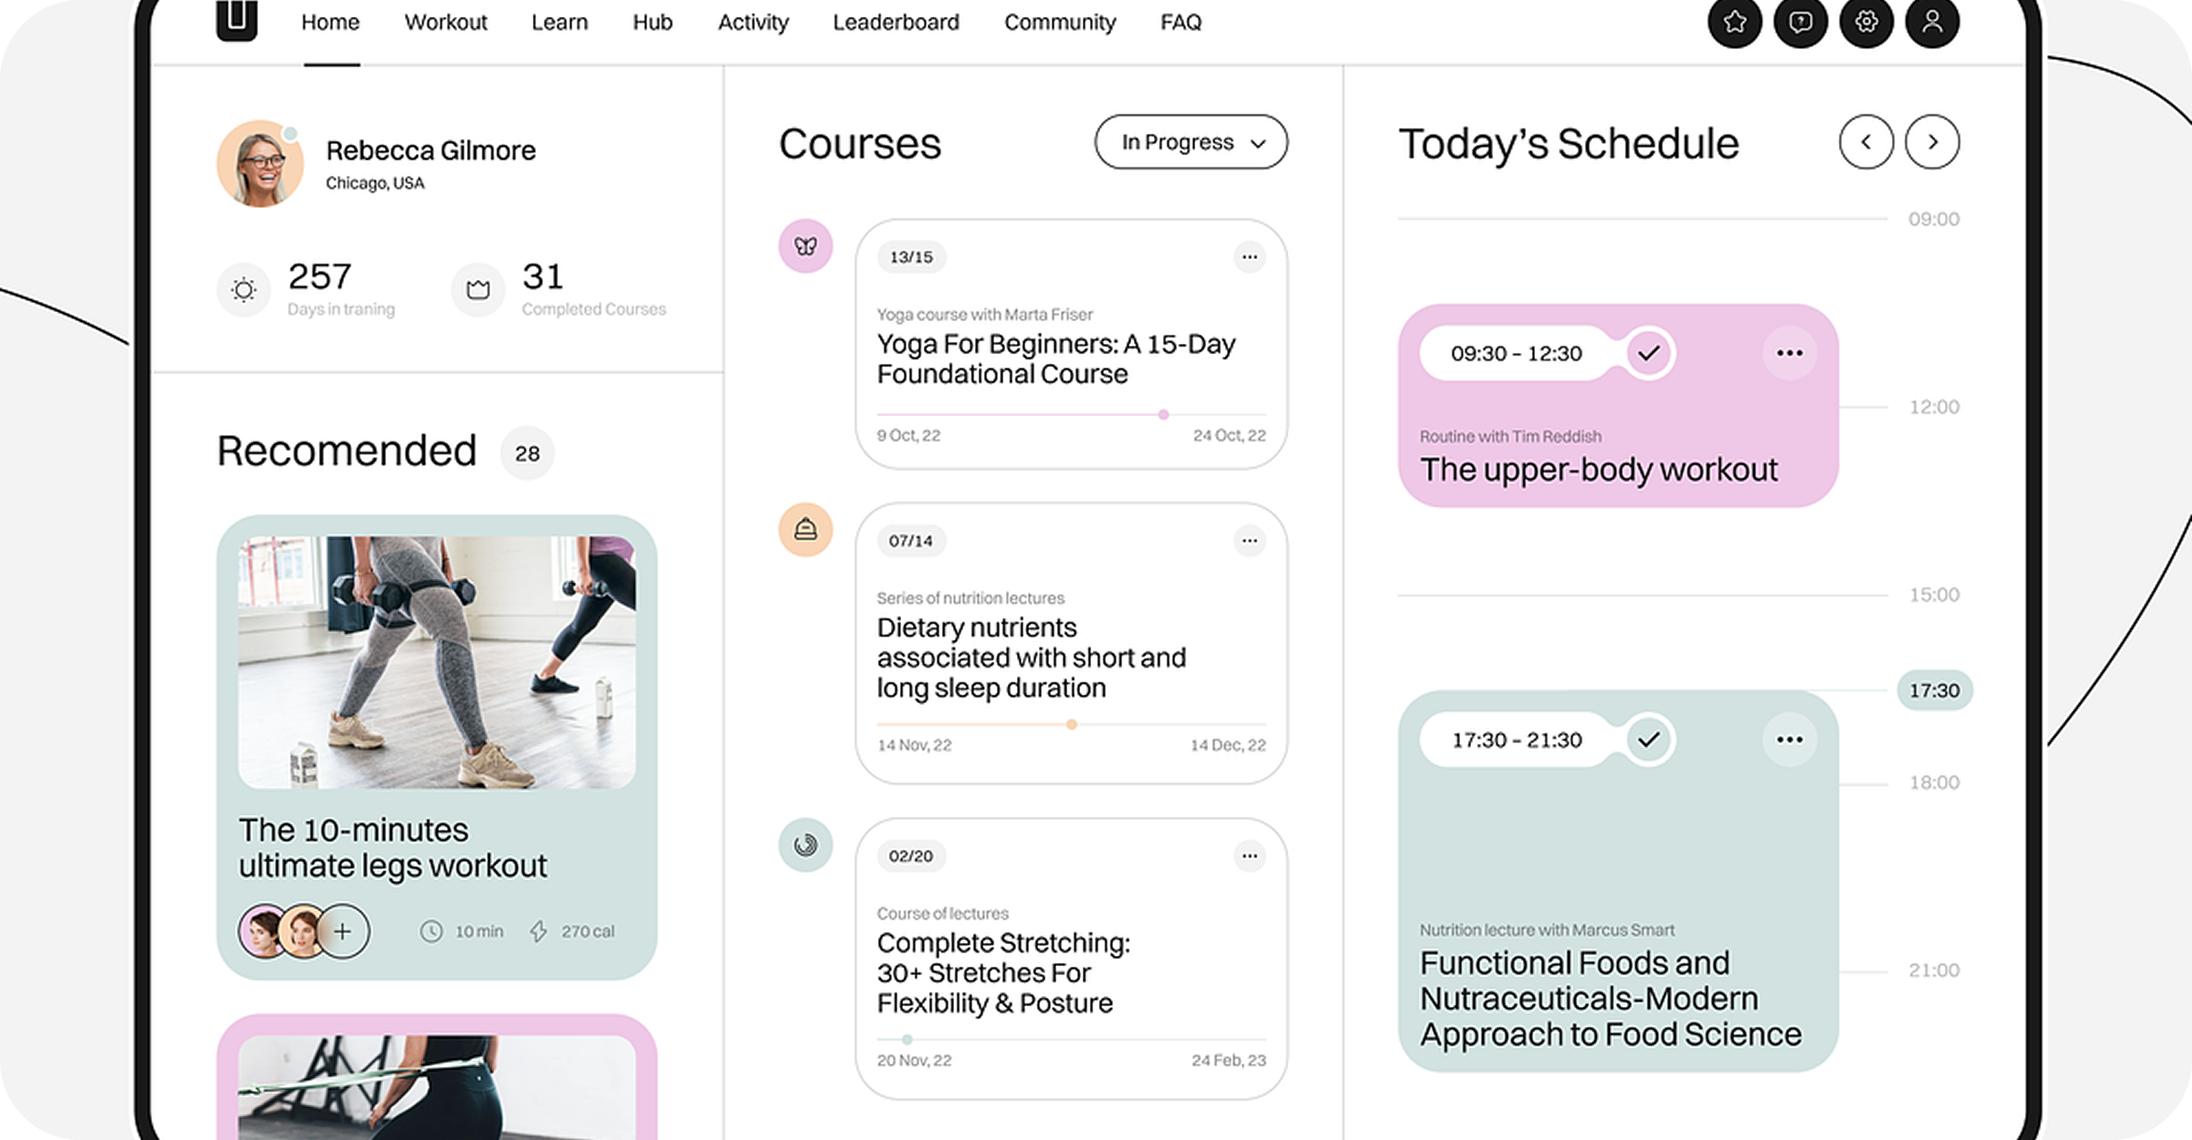 Home Workout Learn Hub Activity Leaderboard Community FAQ
Rebecca Gilmore
Chicago, USA
257
Days in traning
31
Completed Courses
Recomended 28
The 10-minutes
ultimate legs workout
10 min 270 cal
Courses In Progress
13/15
Yoga course with Marta Friser
Yoga For Beginners: A 15-Day
Foundational Course
9 Oct, 22 24 Oct, 22
07/14
Series of nutrition lectures
Dietary nutrients
associated with short and
long sleep duration
14 Nov, 22 14 Dec, 22
02/20
Course of lectures
Complete Stretching:
30+ Stretches For
Flexibility & Posture
20 Nov, 22 24 Feb, 23
Today’s Schedule
09:00
09:30 – 12:30
12:00
Routine with Tim Reddish
The upper-body workout
15:00
17:30
17:30 – 21:30
18:00
Nutrition lecture with Marcus Smart
Functional Foods and
Nutraceuticals-Modern
Approach to Food Science
21:00